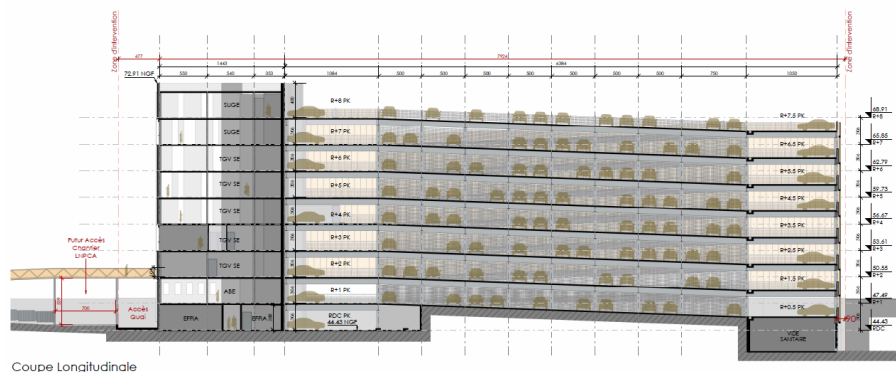 Zone d'intervention
Zone d'intervention
477
7924
1443
6384
72.91 NGF
550
540
353
1084
500
500
500
500
500
500
500
750
1050
R+8 PK
R+7.5 PK
68.91
R+8
SUGE
SUGE
R+7 PK
R+6.5 PK
65.85
R+7
TGV SE
R+6 PK
R+5.5 PK
62.79
R+6
TGV SE
R+5 PK
R+4.5 PK
59.73
R+5
TGV SE
R+4 PK
R+3.5 PK
56.67
R+4
TGV SE
R+3 PK
R+2.5 PK
53.61
R+3
Futur Accès
Chantier
LNPCA
TGV SE
R+2 PK
R+1.5 PK
50.55
R+2
ABE
R+1 PK
R+0.5 PK
47.49
R+1
700
Accès
Quai
EFFIA
EFFIA
RDC PK
44.43 NGF
90
44.43
RDC
VIDE
SANITAIRE
Coupe Longitudinale